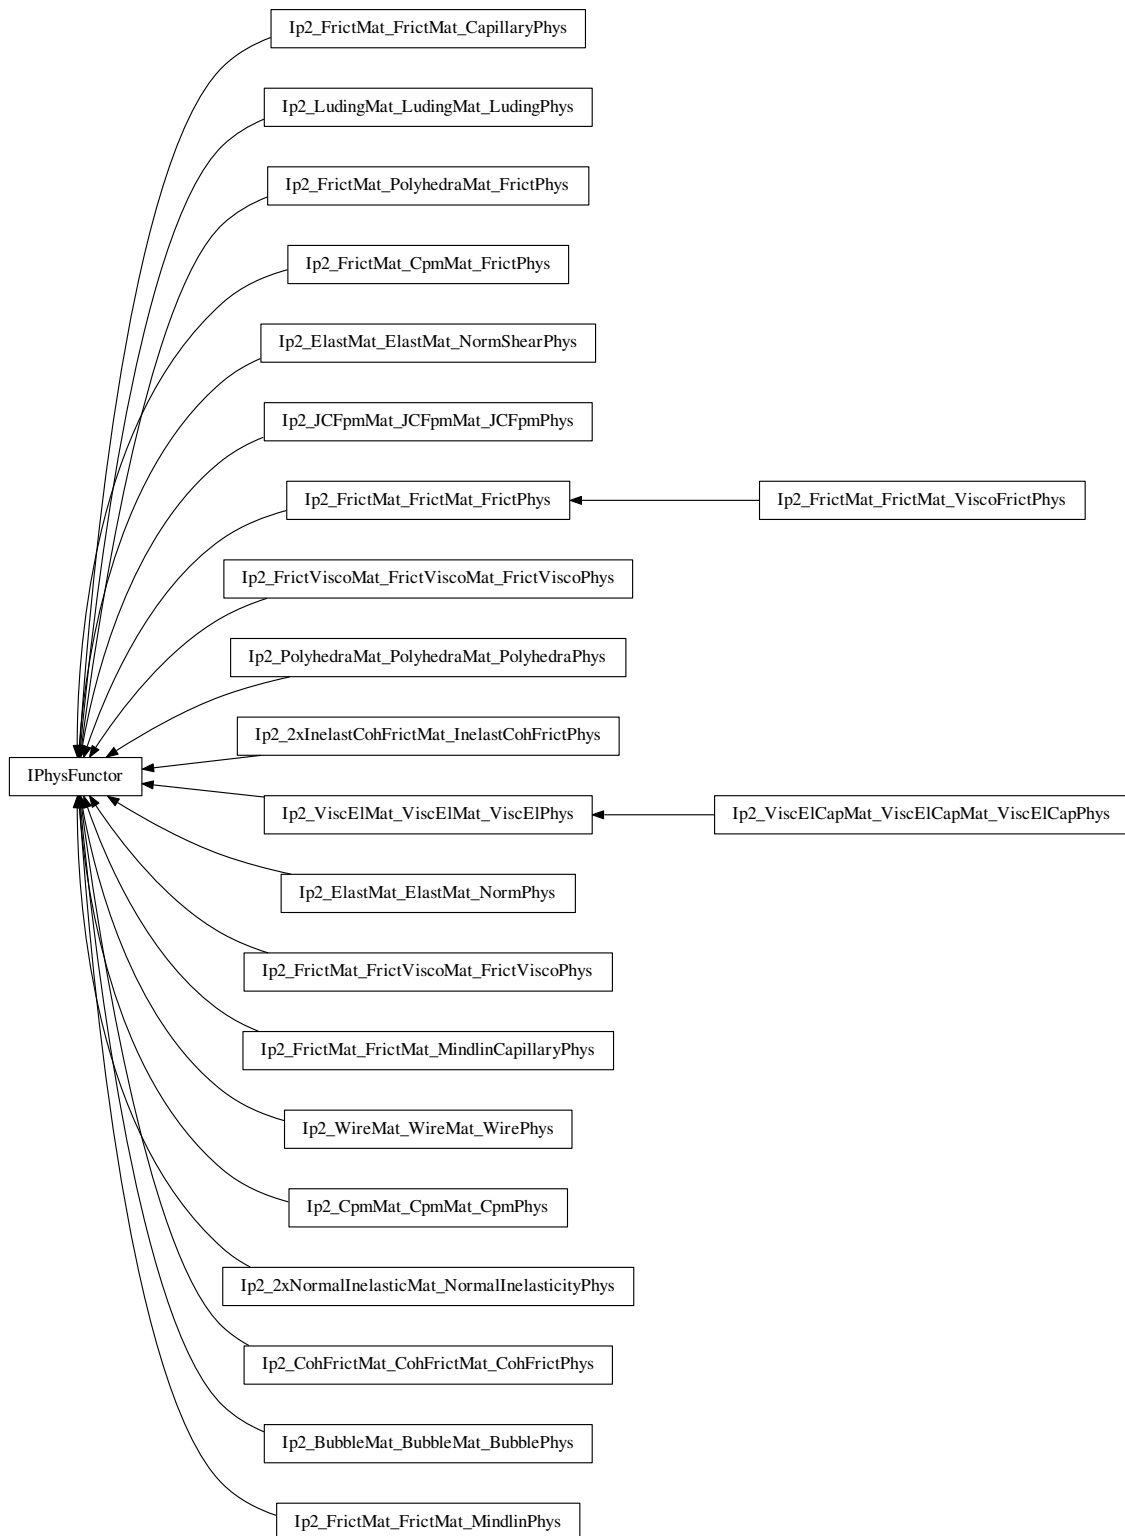 Ip2_FrictMat_FrictMat_CapillaryPhys
Ip2_LudingMat_LudingMat_LudingPhys
Ip2_FrictMat_PolyhedraMat_FrictPhys
Ip2_FrictMat_CpmMat_FrictPhys
Ip2_ElastMat_ElastMat_NormShearPhys
Ip2_JCFpmMat_JCFpmMat_JCFpmPhys
Ip2_FrictMat_FrictMat_FrictPhys
Ip2_FrictMat_FrictMat_ViscoFrictPhys
Ip2_FrictViscoMat_FrictViscoMat_FrictViscoPhys
Ip2_PolyhedraMat_PolyhedraMat_PolyhedraPhys
Ip2_2xInelastCohFrictMat_InelastCohFrictPhys
IPhysFunctor
Ip2_ViscElMat_ViscElMat_ViscElPhys
Ip2_ViscElCapMat_ViscElCapMat_ViscElCapPhys
Ip2_ElastMat_ElastMat_NormPhys
Ip2_FrictMat_FrictViscoMat_FrictViscoPhys
Ip2_FrictMat_FrictMat_MindlinCapillaryPhys
Ip2_WireMat_WireMat_WirePhys
Ip2_CpmMat_CpmMat_CpmPhys
Ip2_2xNormalInelasticMat_NormalInelasticityPhys
Ip2_CohFrictMat_CohFrictMat_CohFrictPhys
Ip2_BubbleMat_BubbleMat_BubblePhys
Ip2_FrictMat_FrictMat_MindlinPhys